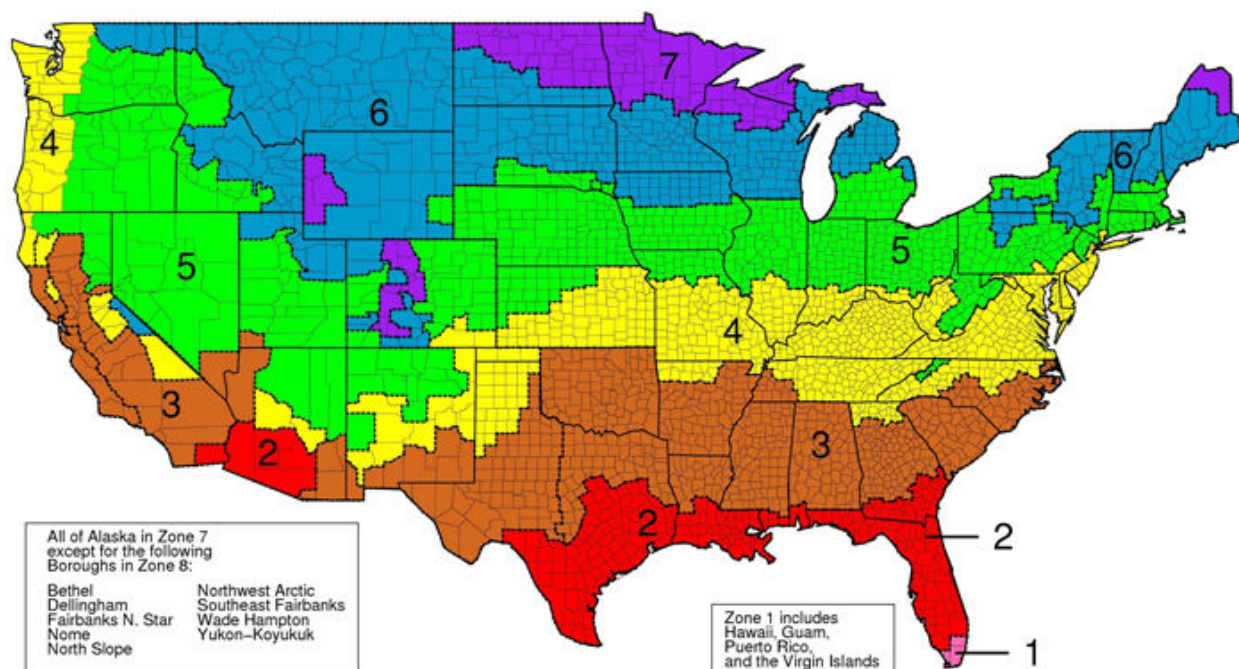 7
6
4
6
5
5
4
3
2
3
2
2
1
All of Alaska in Zone 7
except for the following
Boroughs in Zone 8:
Bethel
Dellingham
Fairbanks N. Star
Nome
North Slope
Northwest Arctic
Southeast Fairbanks
Wade Hampton
Yukon-Koyukuk
Zone 1 includes
Hawaii, Guam,
Puerto Rico,
and the Virgin Islands